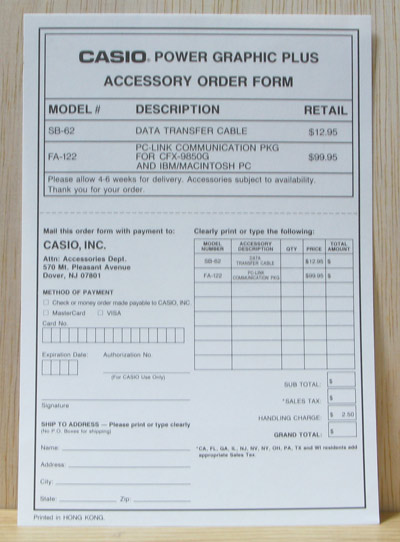 CASIO® POWER GRAPHIC PLUS
ACCESSORY ORDER FORM
MODEL # DESCRIPTION RETAIL
SB-62 DATA TRANSFER CABLE $12.95
FA-122 PC-LINK COMMUNICATION PKG FOR CFX-9850G AND IBM/MACINTOSH PC $99.95
Please allow 4-6 weeks for delivery. Accessories subject to availability.
Thank you for your order.
Mail this order form with payment to:
CASIO, INC.
Attn: Accessories Dept.
570 Mt. Pleasant Avenue
Dover, NJ 07801
METHOD OF PAYMENT
☐ Check or money order made payable to CASIO, INC
☐ MasterCard ☐ VISA
Card No.
Expiration Date: Authorization No.
(For CASIO Use Only)
Signature
SHIP TO ADDRESS — Please print or type clearly
(No P.O. Boxes for shipping)
Name:
Address:
City:
State: Zip:
Clearly print or type the following:
MODEL NUMBER ACCESSORY DESCRIPTION QTY PRICE TOTAL AMOUNT
SB-62 DATA TRANSFER CABLE $12.95 $
FA-122 PC-LINK COMMUNICATION PKG $99.95 $
SUB TOTAL: $
*SALES TAX: $
HANDLING CHARGE: $ 2.50
GRAND TOTAL: $
*CA, FL, GA, IL, NJ, NV, NY, OH, PA, TX and WI residents add
appropriate Sales Tax.
Printed in HONG KONG.